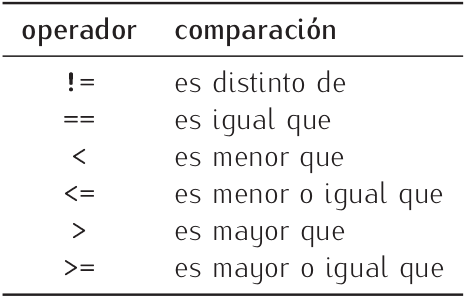 operador comparación
!= es distinto de
== es igual que
< es menor que
<= es menor o igual que
> es mayor que
>= es mayor o igual que